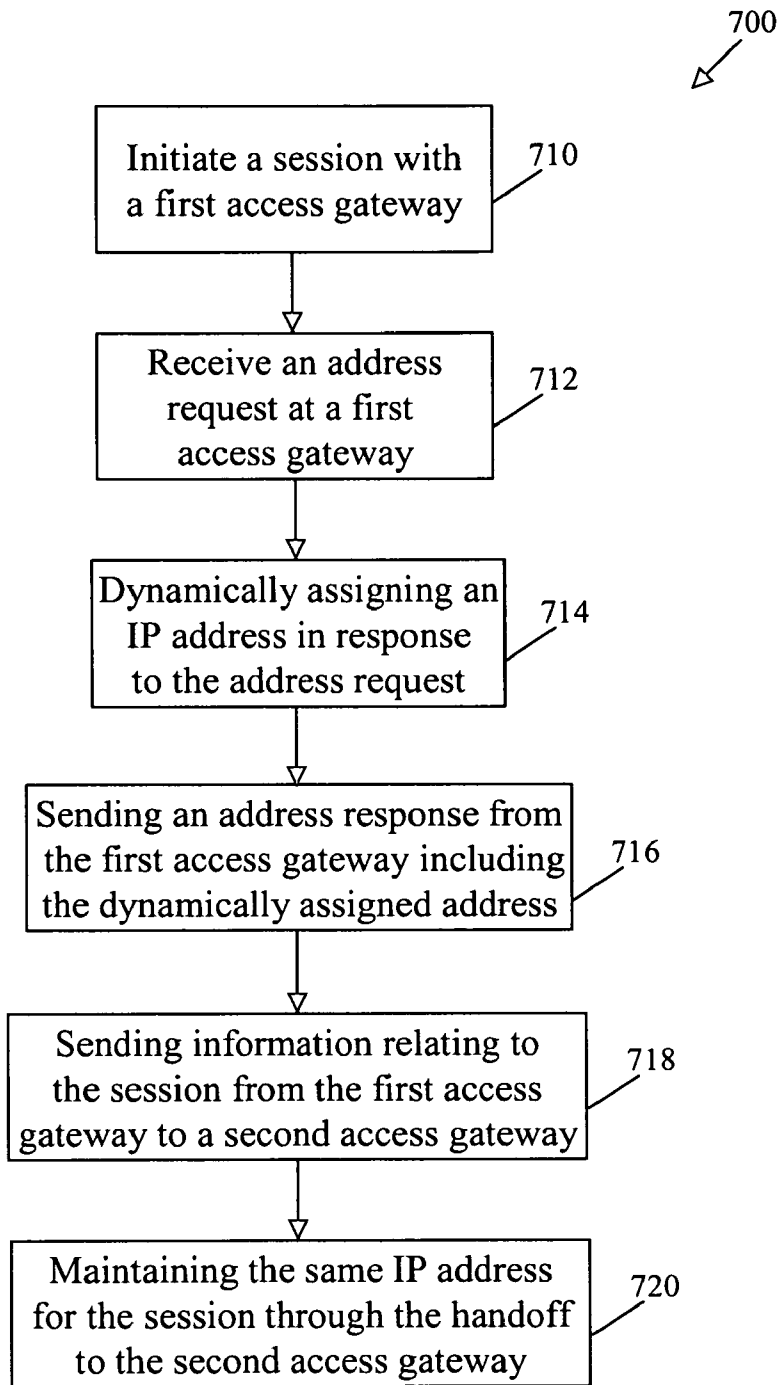 700
Initiate a session with
a first access gateway
710
Receive an address
request at a first
access gateway
712
Dynamically assigning an
IP address in response
to the address request
714
Sending an address response from
the first access gateway including
the dynamically assigned address
716
Sending information relating to
the session from the first access
gateway to a second access gateway
718
Maintaining the same IP address
for the session through the handoff
to the second access gateway
720